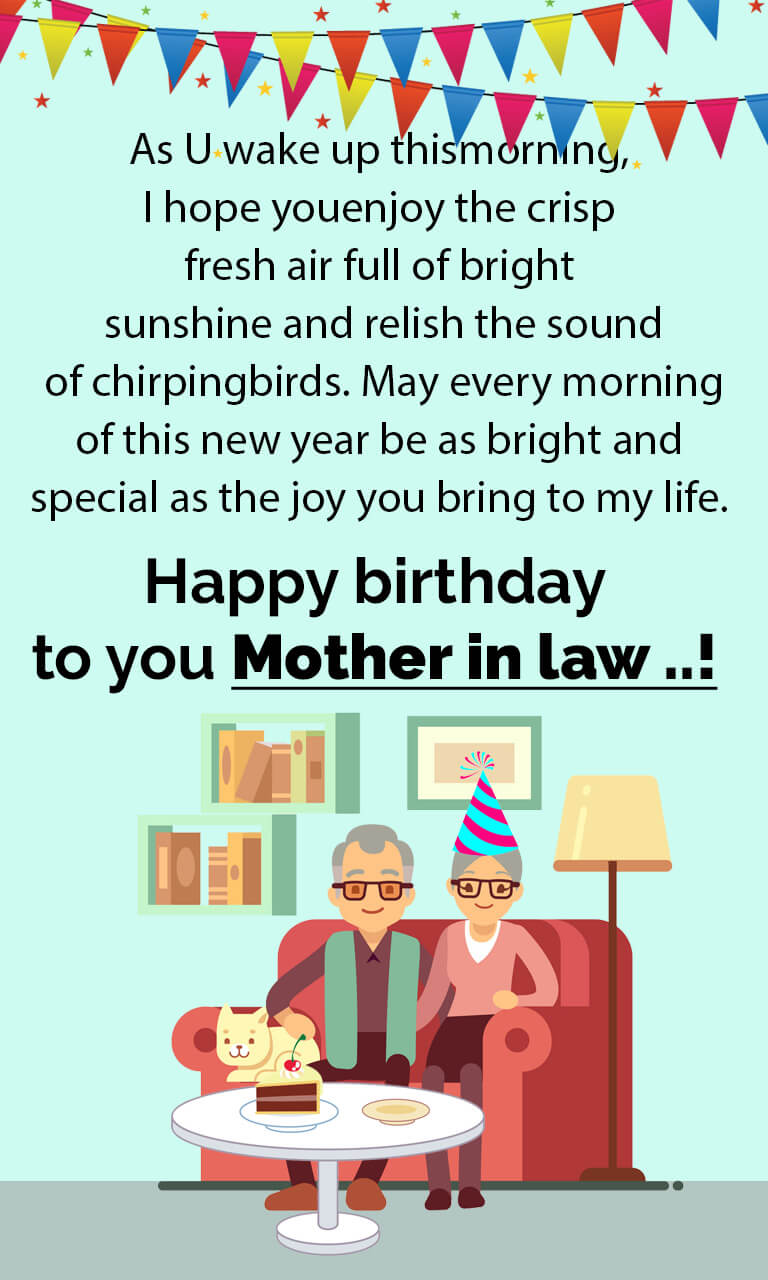 As U wake up thismorning,
I hope youenjoy the crisp
fresh air full of bright
sunshine and relish the sound
of chirpingbirds. May every morning
of this new year be as bright and
special as the joy you bring to my life.
Happy birthday
to you Mother in law ..!